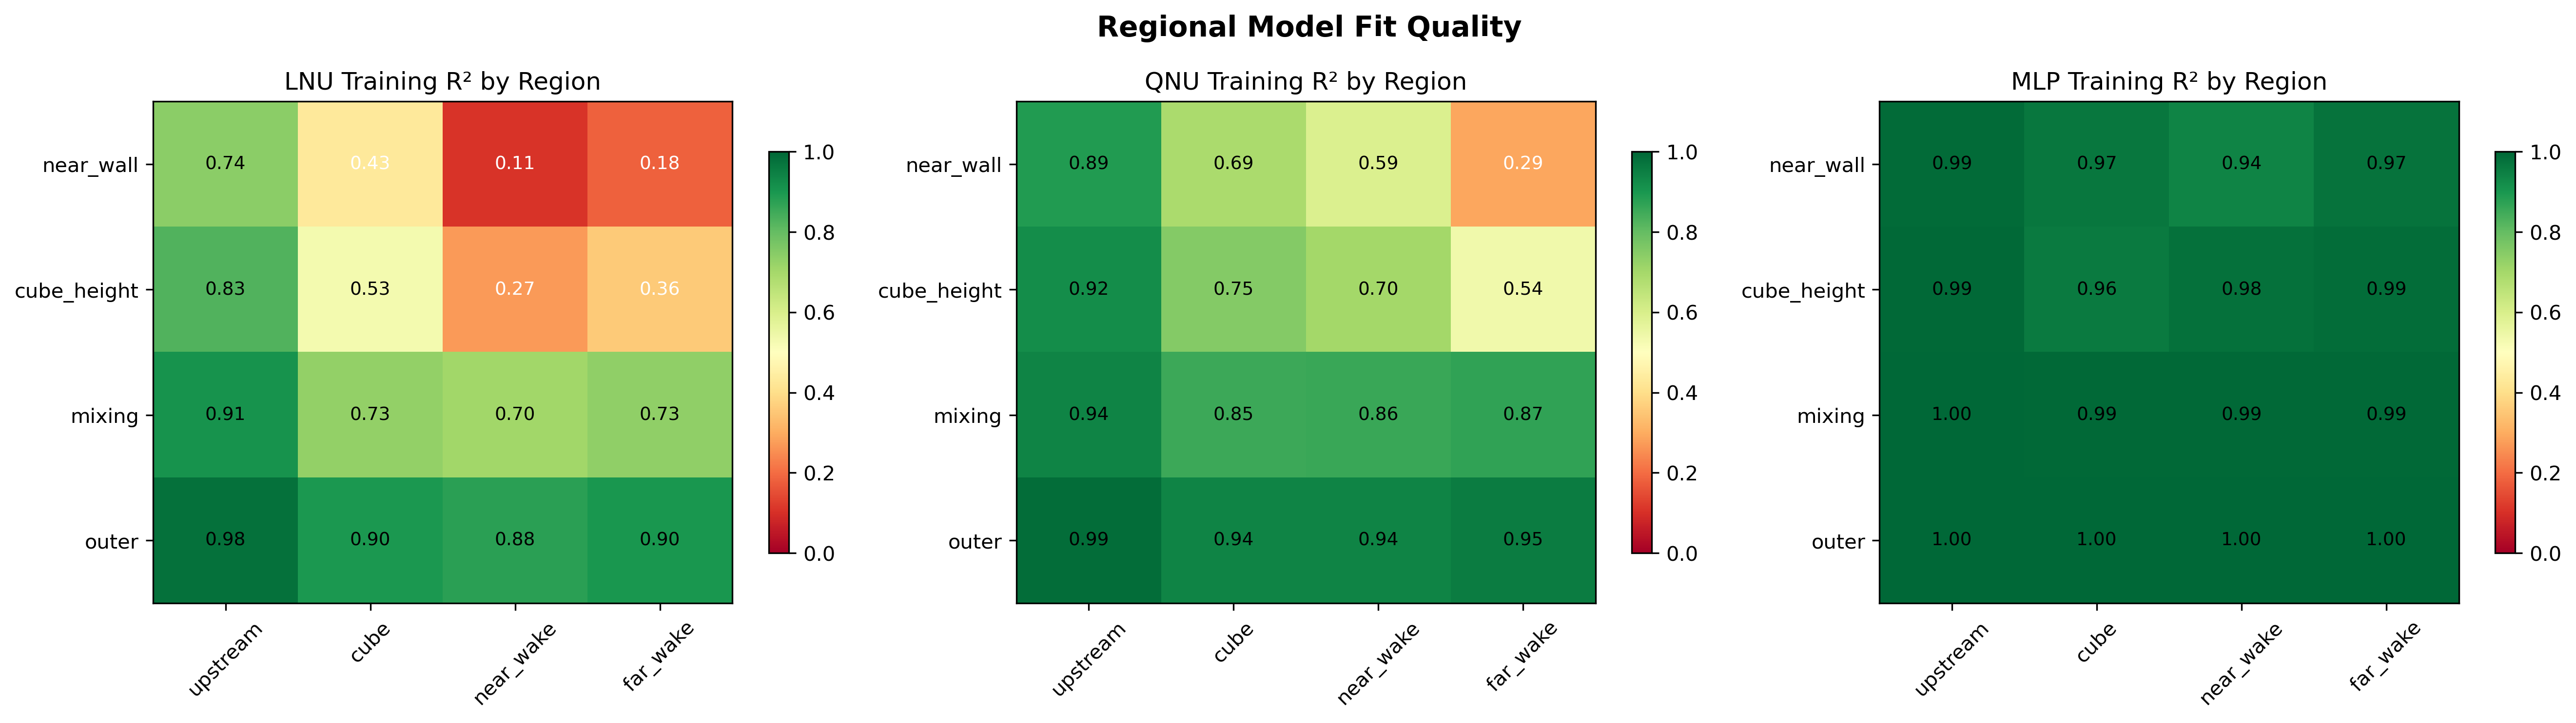 Regional Model Fit Quality
LNU Training R² by Region
near_wall 0.74 0.43 0.11 0.18
cube_height 0.83 0.53 0.27 0.36
mixing 0.91 0.73 0.70 0.73
outer 0.98 0.90 0.88 0.90
upstream cube near_wake far_wake
1.0
0.8
0.6
0.4
0.2
0.0
QNU Training R² by Region
near_wall 0.89 0.69 0.59 0.29
cube_height 0.92 0.75 0.70 0.54
mixing 0.94 0.85 0.86 0.87
outer 0.99 0.94 0.94 0.95
upstream cube near_wake far_wake
1.0
0.8
0.6
0.4
0.2
0.0
MLP Training R² by Region
near_wall 0.99 0.97 0.94 0.97
cube_height 0.99 0.96 0.98 0.99
mixing 1.00 0.99 0.99 0.99
outer 1.00 1.00 1.00 1.00
upstream cube near_wake far_wake
1.0
0.8
0.6
0.4
0.2
0.0